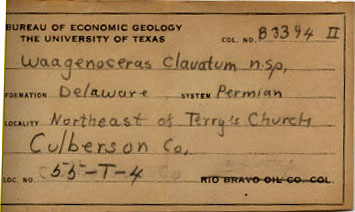 BUREAU OF ECONOMIC GEOLOGY
THE UNIVERSITY OF TEXAS COL. NO. B3394 II
Waagenoceras Clavatum n.sp.
FORMATION Delaware SYSTEM Permian
LOCALITY Northeast of Terry's Church
Culberson Co.
LOC. NO. 55-T-4 RIO BRAVO OIL CO. COL.